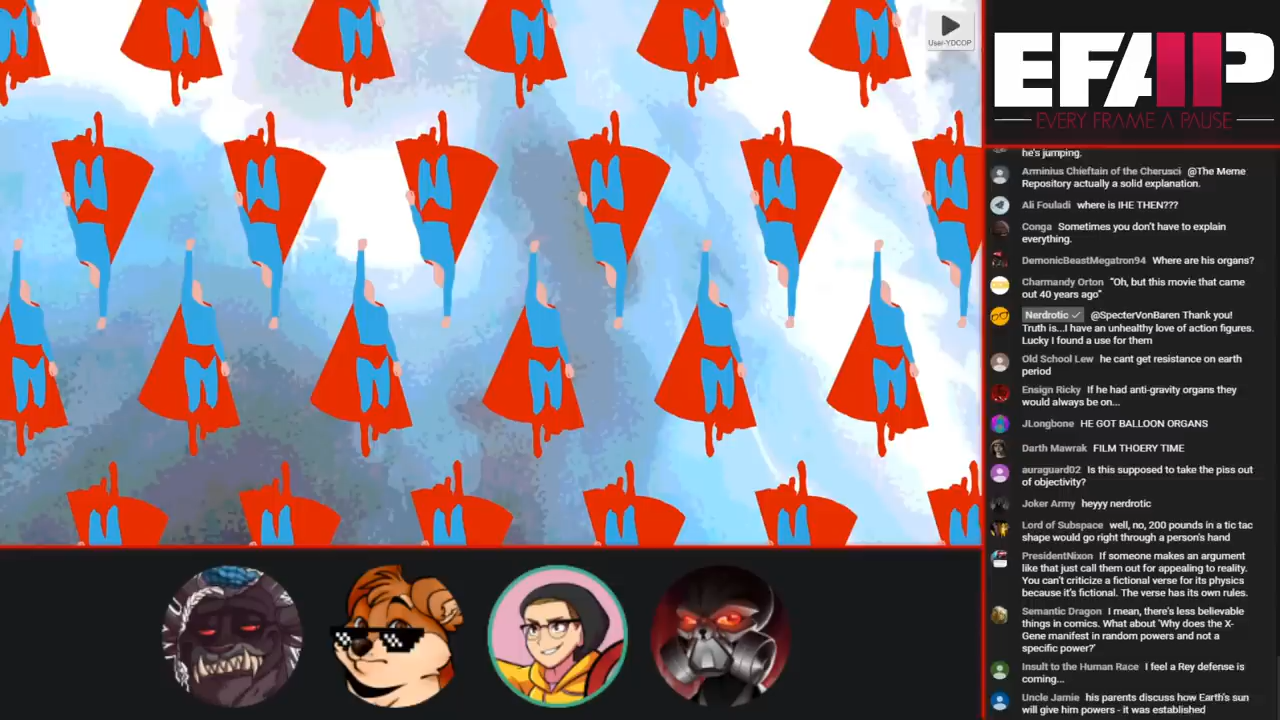 User-YDCOP
EFAP
EVERY FRAME A PAUSE
he's jumping.
Arminius Chieftain of the Cherusci @The Meme
Repository actually a solid explanation.
Ali Fouladi where is IHE THEN???
Conga Sometimes you don't have to explain
everything.
DemonicBeastMegatron94 Where are his organs?
Charmandy Orton "Oh, but this movie that came
out 40 years ago"
Nerdrotic @SpecterVonBaren Thank you!
Truth is...I have an unhealthy love of action figures.
Lucky I found a use for them
Old School Lew he cant get resistance on earth
period
Ensign Ricky If he had anti-gravity organs they
would always be on...
JLongbone HE GOT BALLOON ORGANS
Darth Mawrak FILM THOERY TIME
auraguard02 Is this supposed to take the piss out
of objectivity?
Joker Army heyyy nerdrotic
Lord of Subspace well, no, 200 pounds in a tic tac
shape would go right through a person's hand
PresidentNixon If someone makes an argument
like that just call them out for appealing to reality.
You can't criticize a fictional verse for its physics
because it's fictional. The verse has its own rules.
Semantic Dragon I mean, there's less believable
things in comics. What about 'Why does the X-
Gene manifest in random powers and not a
specific power?'
Insult to the Human Race I feel a Rey defense is
coming...
Uncle Jamie his parents discuss how Earth's sun
will give him powers - it was established